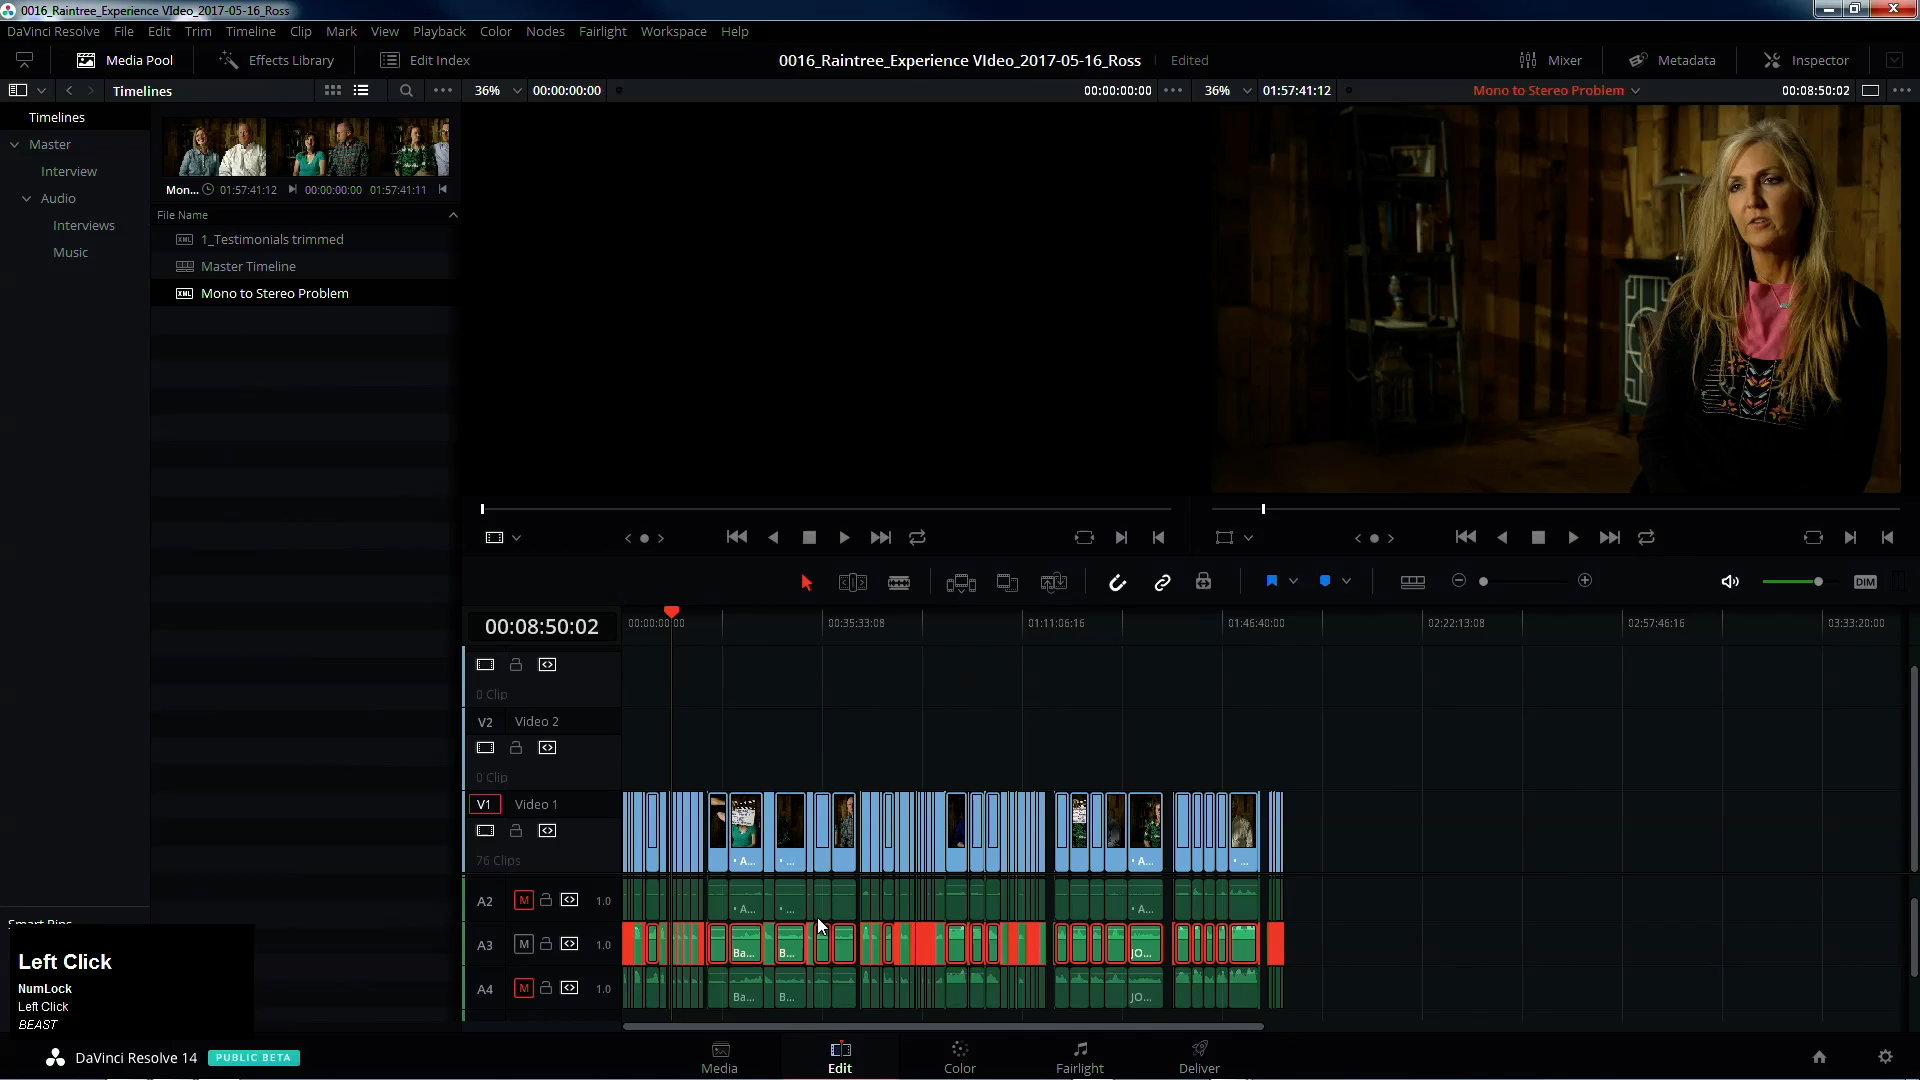 0016_Raintree_Experience VIdeo_2017-05-16_Ross
DaVinci Resolve File Edit Trim Timeline Clip Mark View Playback Color Nodes Fairlight Workspace Help
Media Pool Effects Library Edit Index 0016_Raintree_Experience VIdeo_2017-05-16_Ross Edited Mixer Metadata Inspector
Timelines 36% 00:00:00:00 00:00:00:00 36% 01:57:41:12 Mono to Stereo Problem 00:08:50:02
Timelines
Master
Interview
Audio
Interviews
Music
Mon... 01:57:41:12 00:00:00:00 01:57:41:11
File Name
XML 1_Testimonials trimmed
Master Timeline
XML Mono to Stereo Problem
00:08:50:02 00:00:00:00 00:35:33:08 01:11:06:16 01:46:40:00 02:22:13:08 02:57:46:16 03:33:20:00
DIM
0 Clip
V2 Video 2
0 Clip
V1 Video 1
76 Clips
A... ... A... ...
A2 M 1.0
A... ... A...
A3 M 1.0
Ba... B... JO...
A4 M 1.0
Ba... B... JO...
Smart Bins
Left Click
NumLock
Left Click
BEAST
DaVinci Resolve 14 PUBLIC BETA
Media Edit Color Fairlight Deliver